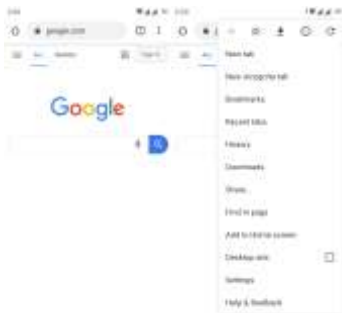 google.com
Google
New tab
New incognito tab
Bookmarks
Recent tabs
History
Downloads
Share...
Find in page
Add to Home screen
Desktop site
Settings
Help & feedback